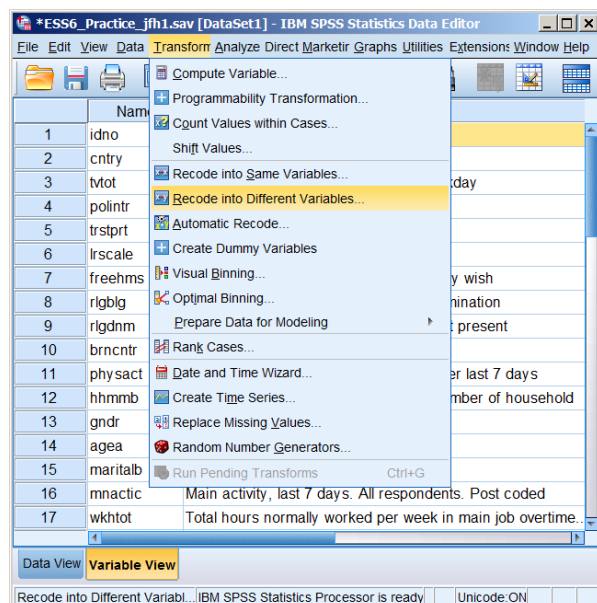 *ESS6_Practice_jfh1.sav [DataSet1] - IBM SPSS Statistics Data Editor
File Edit View Data Transform Analyze Direct Marketir Graphs Utilities Extensions Window Help
Name
Compute Variable...
Programmability Transformation...
Count Values within Cases...
Shift Values...
Recode into Same Variables...
Recode into Different Variables...
Automatic Recode...
Create Dummy Variables
Visual Binning...
Optimal Binning...
Prepare Data for Modeling
Rank Cases...
Date and Time Wizard...
Create Time Series...
Replace Missing Values...
Random Number Generators...
Run Pending Transforms Ctrl+G
1 idno
2 cntry
3 tvtot kday
4 polintr
5 trstprt
6 lrscale
7 freehms y wish
8 rlgblg nination
9 rlgdnm t present
10 brncntr
11 physact er last 7 days
12 hhmmb mber of household
13 gndr
14 agea
15 maritalb
16 mnactic Main activity, last 7 days. All respondents. Post coded
17 wkhtot Total hours normally worked per week in main job overtime..
Data View Variable View
Recode into Different Variabl... IBM SPSS Statistics Processor is ready Unicode:ON